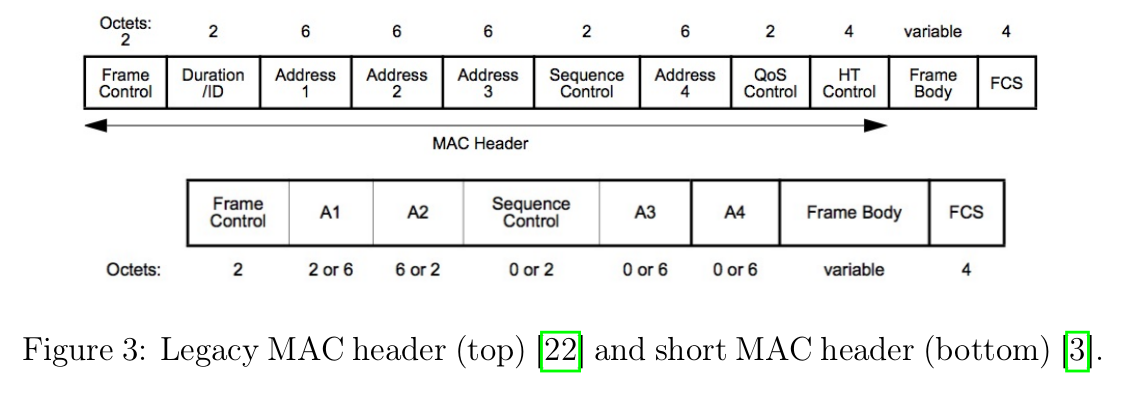 Octets:
2 2 6 6 6 2 6 2 4 variable 4
Frame Control Duration /ID Address 1 Address 2 Address 3 Sequence Control Address 4 QoS Control HT Control Frame Body FCS
MAC Header
Frame Control A1 A2 Sequence Control A3 A4 Frame Body FCS
Octets: 2 2 or 6 6 or 2 0 or 2 0 or 6 0 or 6 variable 4
Figure 3: Legacy MAC header (top) [22] and short MAC header (bottom) [3].